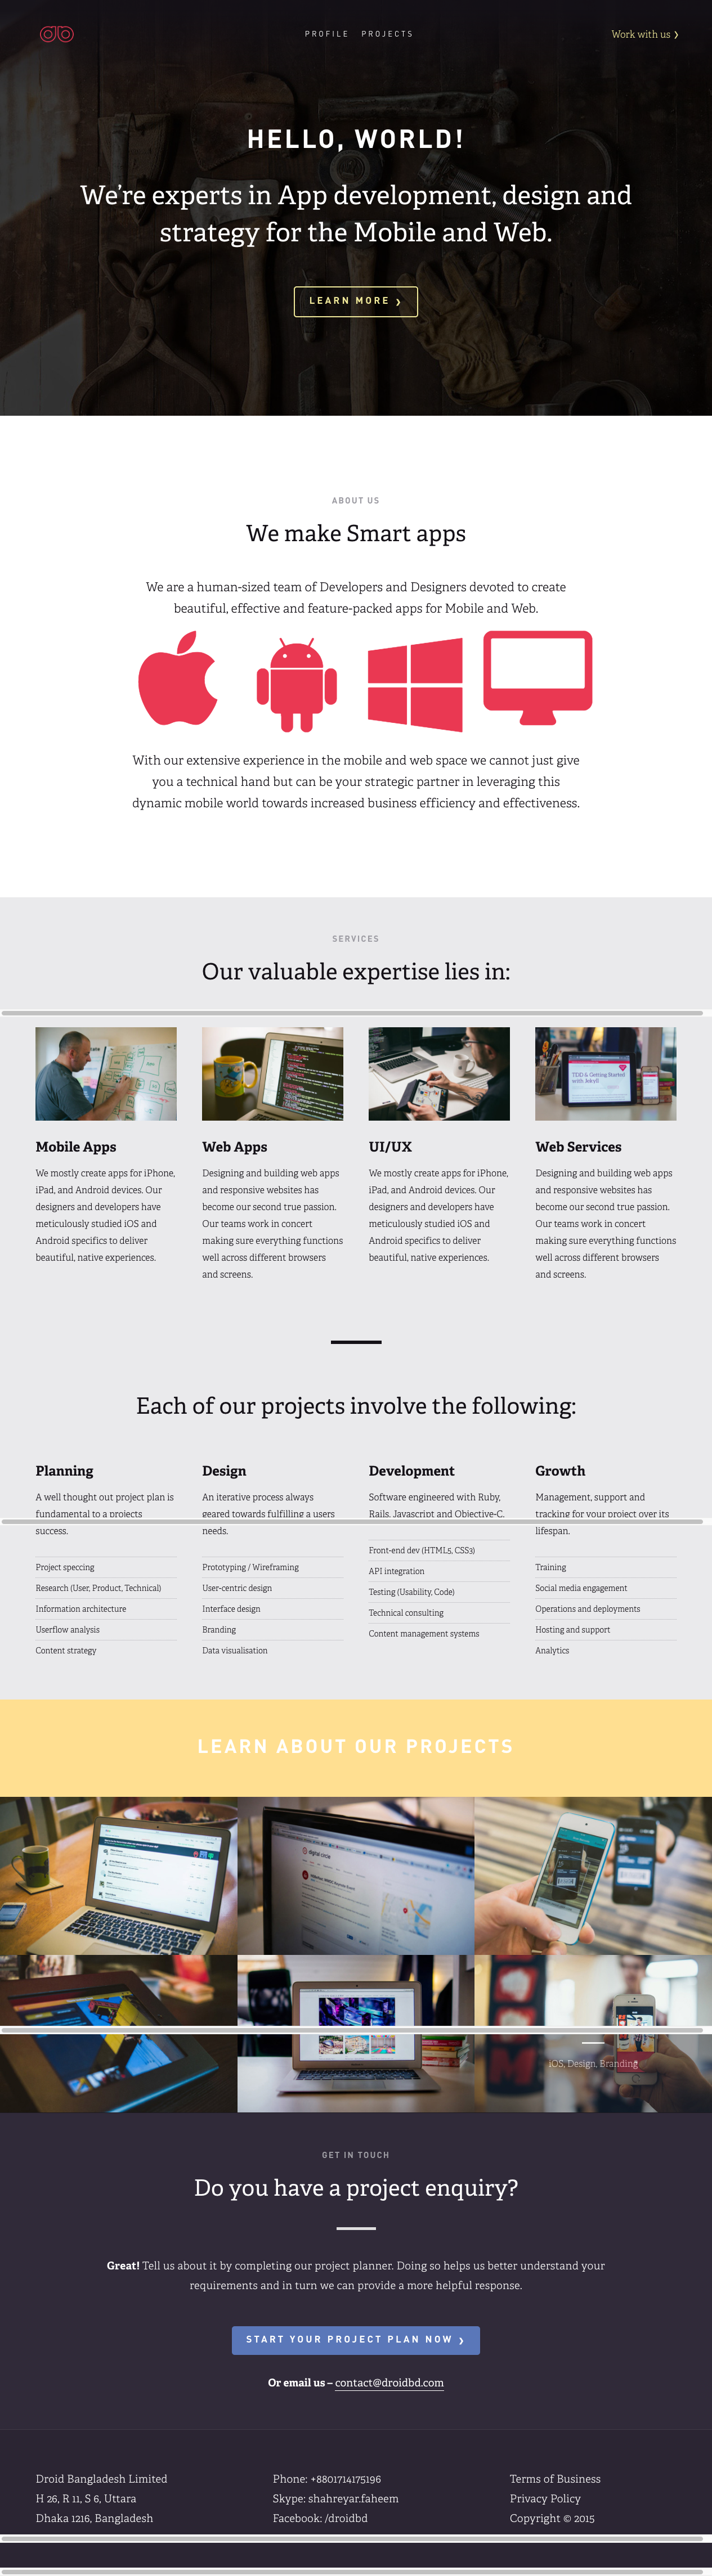 PROFILE PROJECTS
Work with us ❯
HELLO, WORLD!
We're experts in App development, design and
strategy for the Mobile and Web.
LEARN MORE ❯
ABOUT US
We make Smart apps
We are a human-sized team of Developers and Designers devoted to create
beautiful, effective and feature-packed apps for Mobile and Web.
With our extensive experience in the mobile and web space we cannot just give
you a technical hand but can be your strategic partner in leveraging this
dynamic mobile world towards increased business efficiency and effectiveness.
SERVICES
Our valuable expertise lies in:
TDD & Getting Started
with Jekyll
Mobile Apps
We mostly create apps for iPhone,
iPad, and Android devices. Our
designers and developers have
meticulously studied iOS and
Android specifics to deliver
beautiful, native experiences.
Web Apps
Designing and building web apps
and responsive websites has
become our second true passion.
Our teams work in concert
making sure everything functions
well across different browsers
and screens.
UI/UX
We mostly create apps for iPhone,
iPad, and Android devices. Our
designers and developers have
meticulously studied iOS and
Android specifics to deliver
beautiful, native experiences.
Web Services
Designing and building web apps
and responsive websites has
become our second true passion.
Our teams work in concert
making sure everything functions
well across different browsers
and screens.
Each of our projects involve the following:
Planning
A well thought out project plan is
fundamental to a projects
success.
Project speccing
Research (User, Product, Technical)
Information architecture
Userflow analysis
Content strategy
Design
An iterative process always
geared towards fulfilling a users
needs.
Prototyping / Wireframing
User-centric design
Interface design
Branding
Data visualisation
Development
Software engineered with Ruby,
Rails, Javascript and Objective-C.
Front-end dev (HTML5, CSS3)
API integration
Testing (Usability, Code)
Technical consulting
Content management systems
Growth
Management, support and
tracking for your project over its
lifespan.
Training
Social media engagement
Operations and deployments
Hosting and support
Analytics
LEARN ABOUT OUR PROJECTS
digital circle
iOS, Design, Branding
GET IN TOUCH
Do you have a project enquiry?
Great! Tell us about it by completing our project planner. Doing so helps us better understand your
requirements and in turn we can provide a more helpful response.
START YOUR PROJECT PLAN NOW ❯
Or email us – contact@droidbd.com
Droid Bangladesh Limited
H 26, R 11, S 6, Uttara
Dhaka 1216, Bangladesh
Phone: +8801714175196
Skype: shahreyar.faheem
Facebook: /droidbd
Terms of Business
Privacy Policy
Copyright © 2015